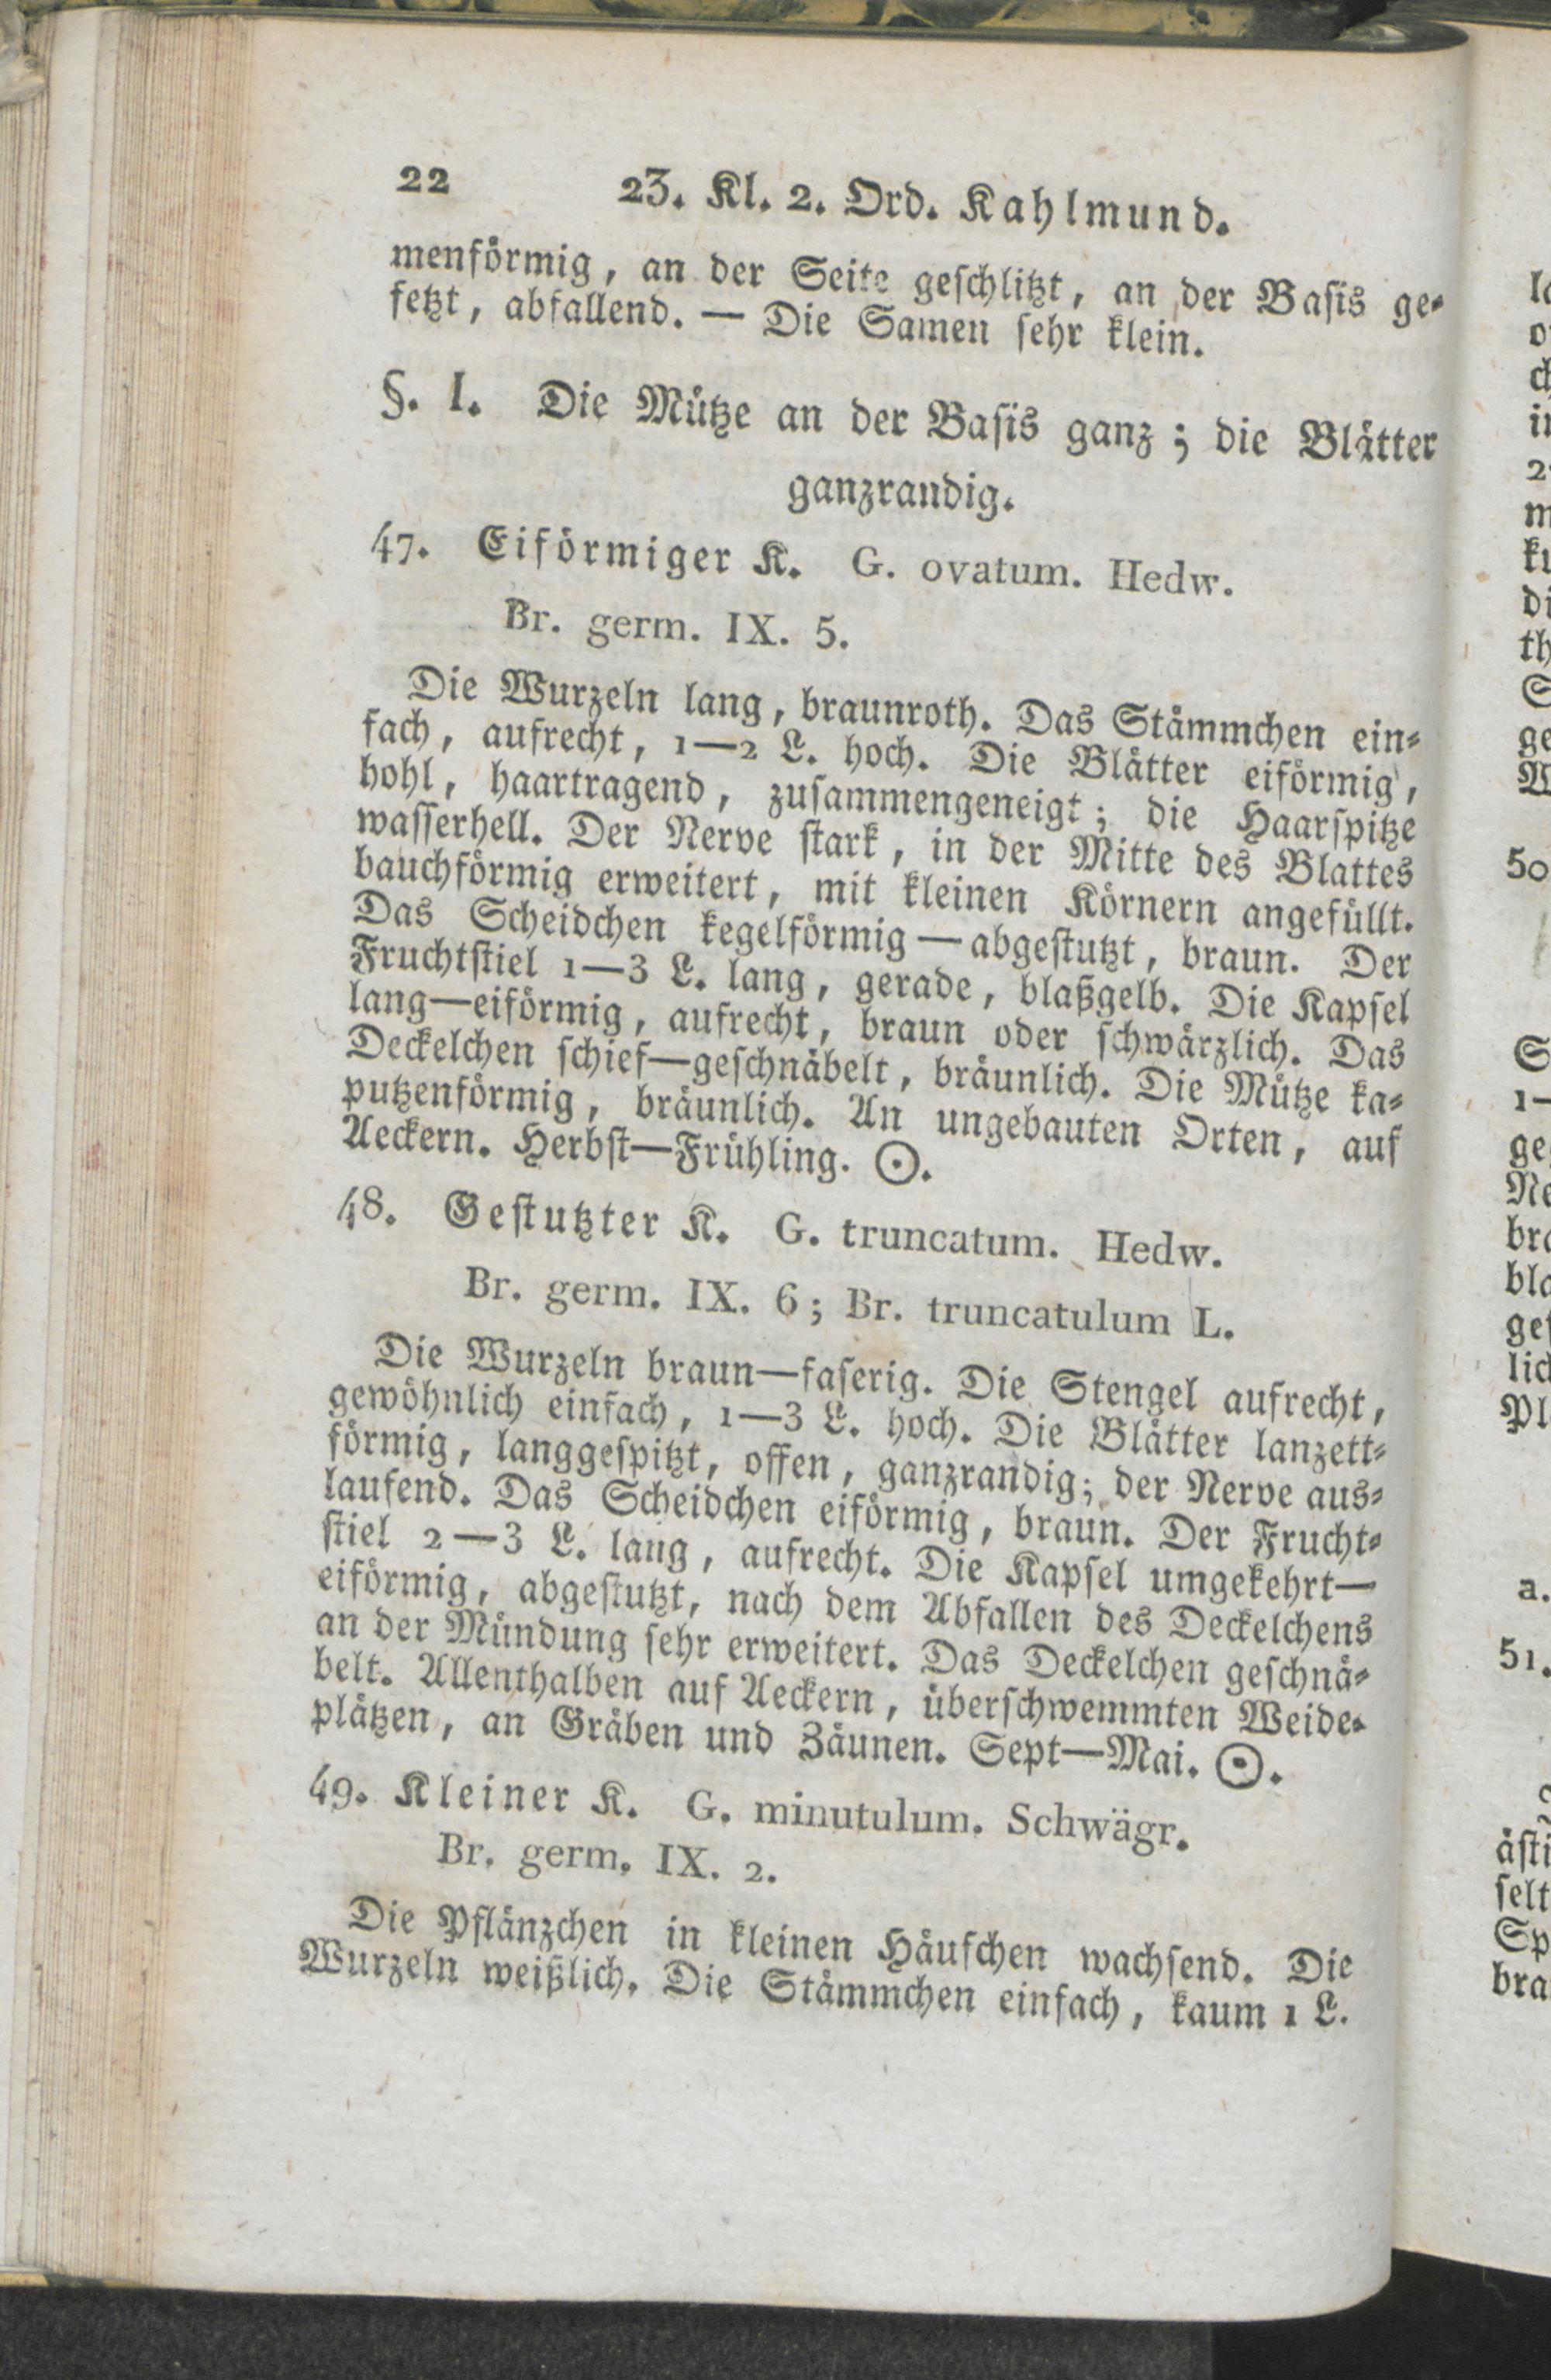 22 23. Kl. 2. Ord. Kahlmund.
menförmig, an der Seite geschlitzt, an der Basis ge-
setzt, abfallend. — Die Samen sehr klein.
§. I. Die Mütze an der Basis ganz; die Blätter
ganzrandig.
47. Eiförmiger K. G. ovatum. Hedw.
Br. germ. IX. 5.
Die Wurzeln lang, braunroth. Das Stämmchen ein-
fach, aufrecht, 1—2 L. hoch. Die Blätter eiförmig,
hohl, haartragend, zusammengeneigt; die Haarspitze
wasserhell. Der Nerve stark, in der Mitte des Blattes
bauchförmig erweitert, mit kleinen Körnern angefüllt.
Das Scheidchen kegelförmig—abgestutzt, braun. Der
Fruchtstiel 1—3 L. lang, gerade, blaßgelb. Die Kapsel
lang—eiförmig, aufrecht, braun oder schwärzlich. Das
Deckelchen schief—geschnäbelt, bräunlich. Die Mütze ka-
putzenförmig, bräunlich. An ungebauten Orten, auf
Aeckern. Herbst—Frühling. ☉.
48. Gestutzter K. G. truncatum. Hedw.
Br. germ. IX. 6; Br. truncatulum L.
Die Wurzeln braun—faserig. Die Stengel aufrecht,
gewöhnlich einfach, 1—3 L. hoch. Die Blätter lanzett-
förmig, langgespitzt, offen, ganzrandig; der Nerve aus-
laufend. Das Scheidchen eiförmig, braun. Der Frucht-
stiel 2—3 L. lang, aufrecht. Die Kapsel umgekehrt—
eiförmig, abgestutzt, nach dem Abfallen des Deckelchens
an der Mündung sehr erweitert. Das Deckelchen geschnä-
belt. Allenthalben auf Aeckern, überschwemmten Weide-
plätzen, an Gräben und Zäunen. Sept—Mai. ☉.
49. Kleiner K. G. minutulum. Schwägr.
Br. germ. IX. 2.
Die Pflänzchen in kleinen Häufchen wachsend. Die
Wurzeln weißlich. Die Stämmchen einfach, kaum 1 L.